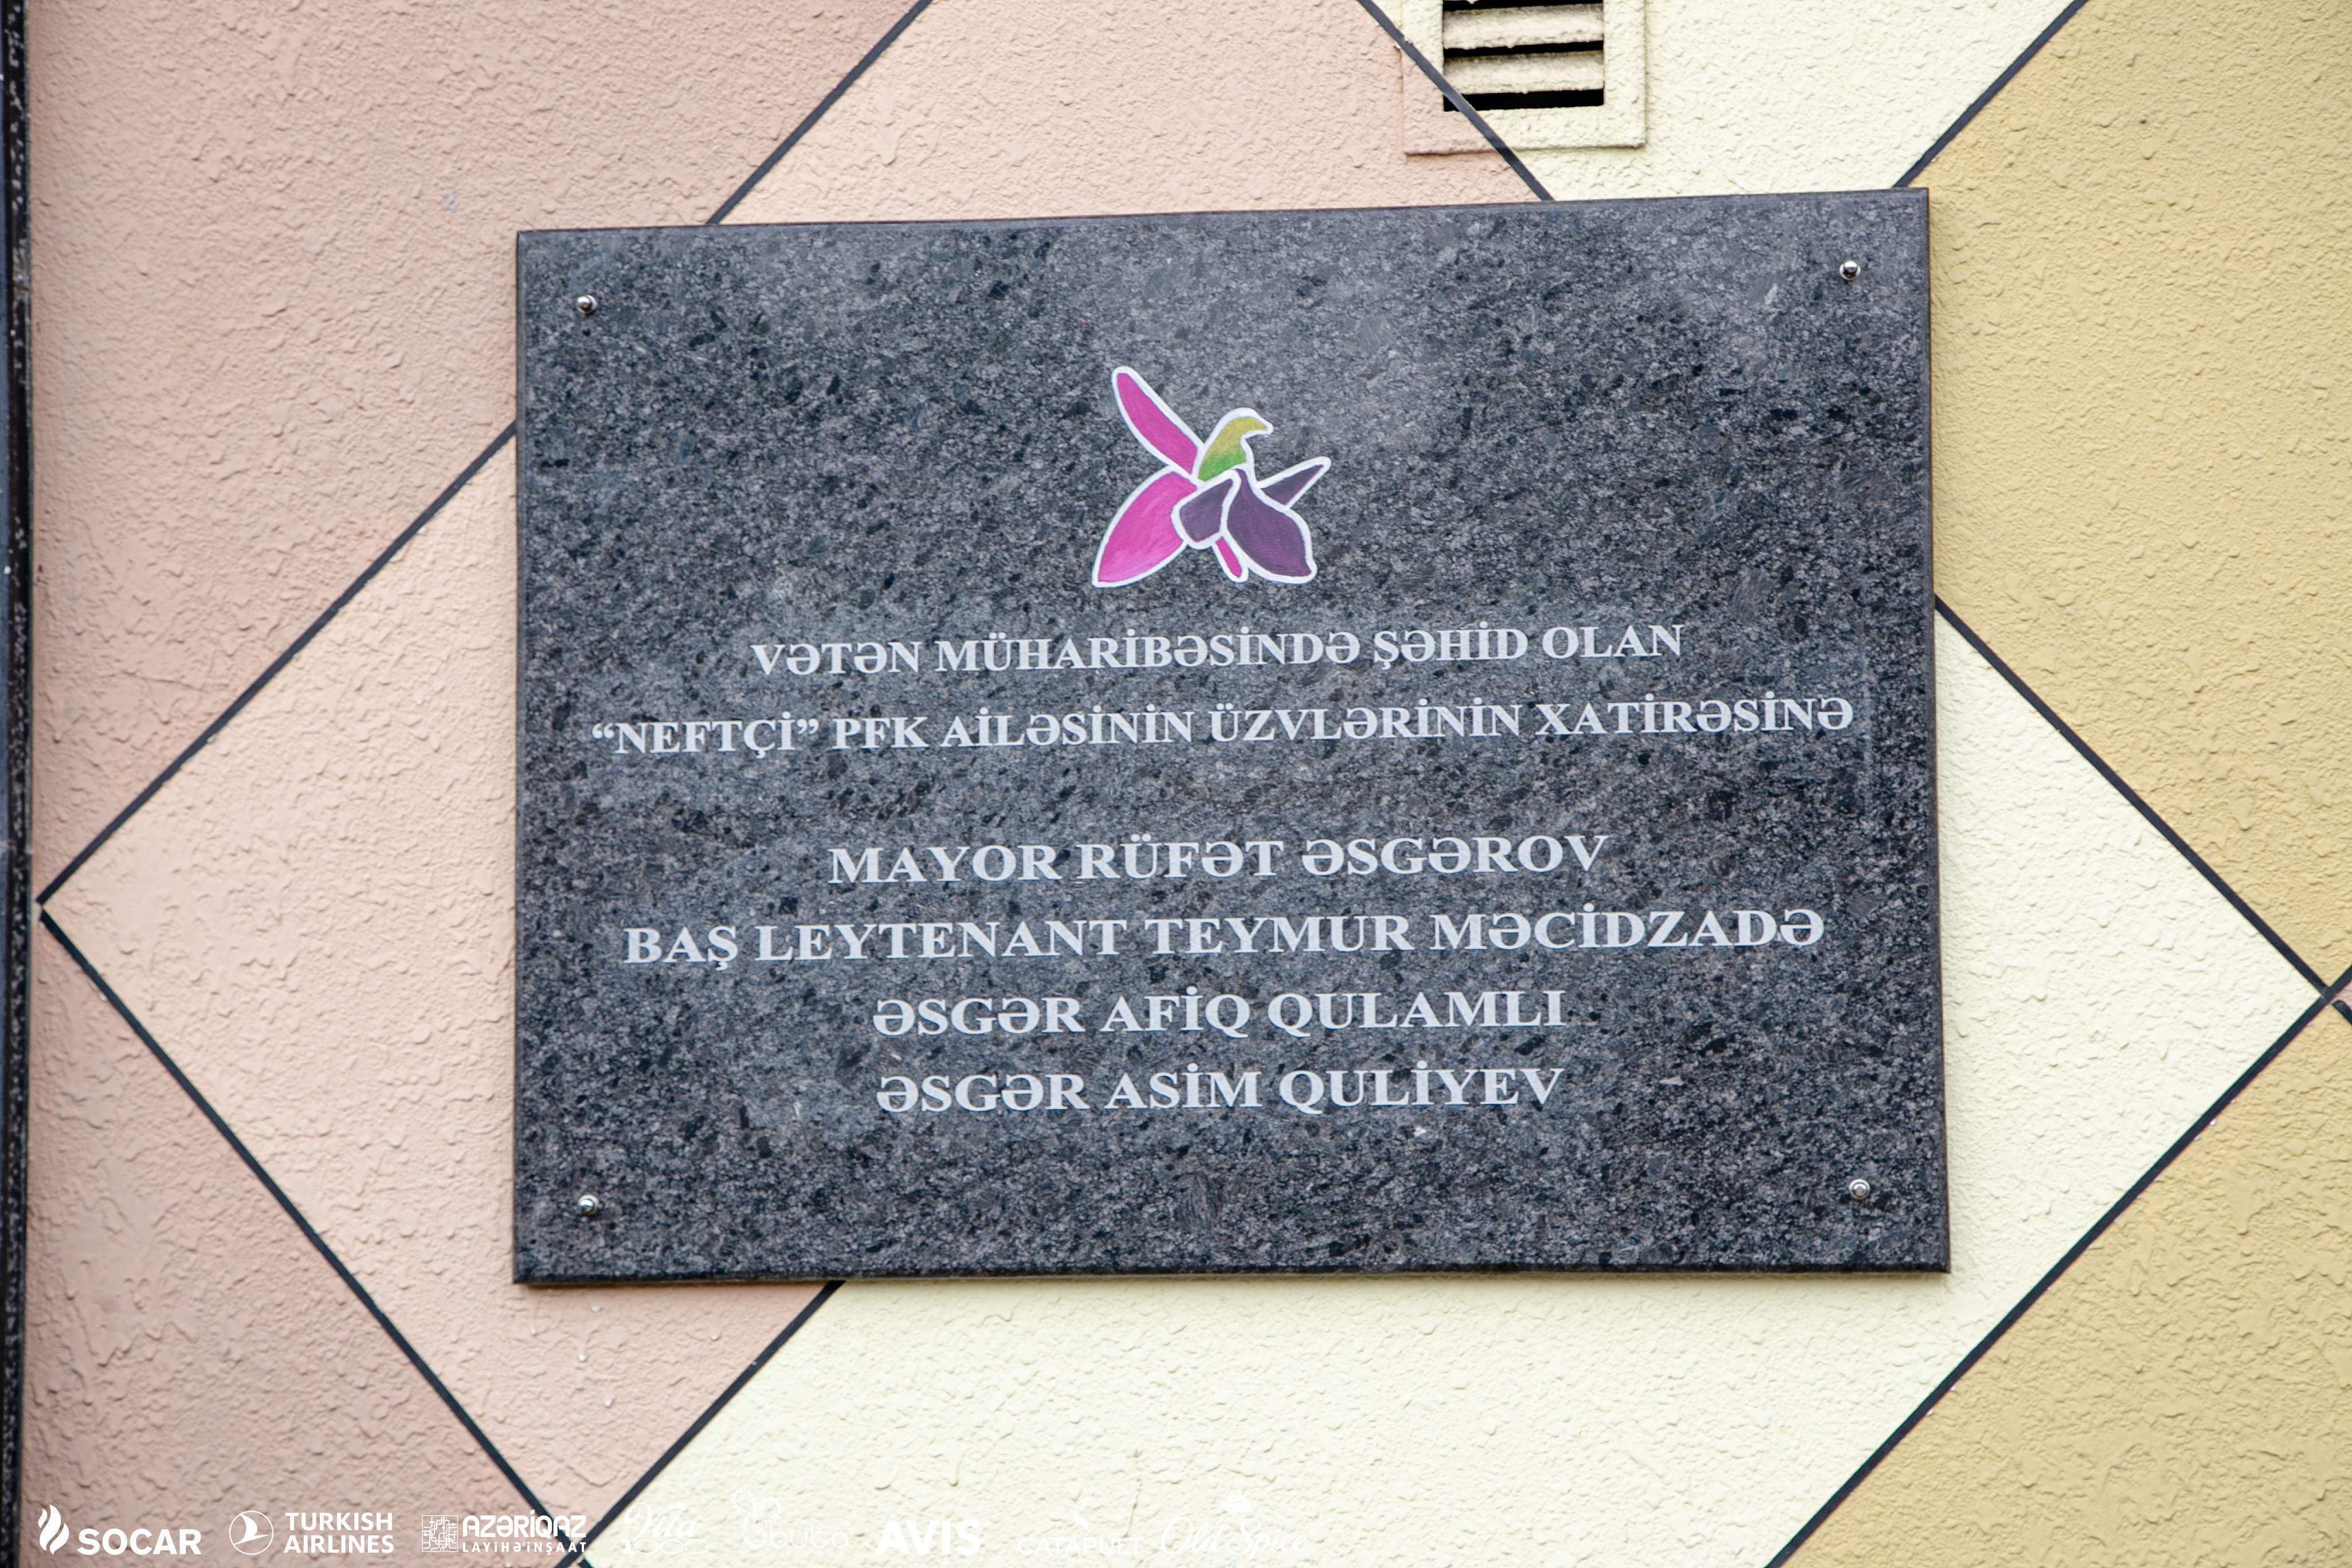 VƏTƏN MÜHARİBƏSİNDƏ ŞƏHİD OLAN
“NEFTÇİ” PFK AİLƏSİNİN ÜZVLƏRİNİN XATİRƏSİNƏ
MAYOR RÜFƏT ƏSGƏROV
BAŞ LEYTENANT TEYMUR MƏCİDZADƏ
ƏSGƏR AFİQ QULAMLI
ƏSGƏR ASİM QULİYEV
SOCAR
TURKISH AIRLINES
AZƏRİQAZ
LAYİHƏİNŞAAT
AVIS